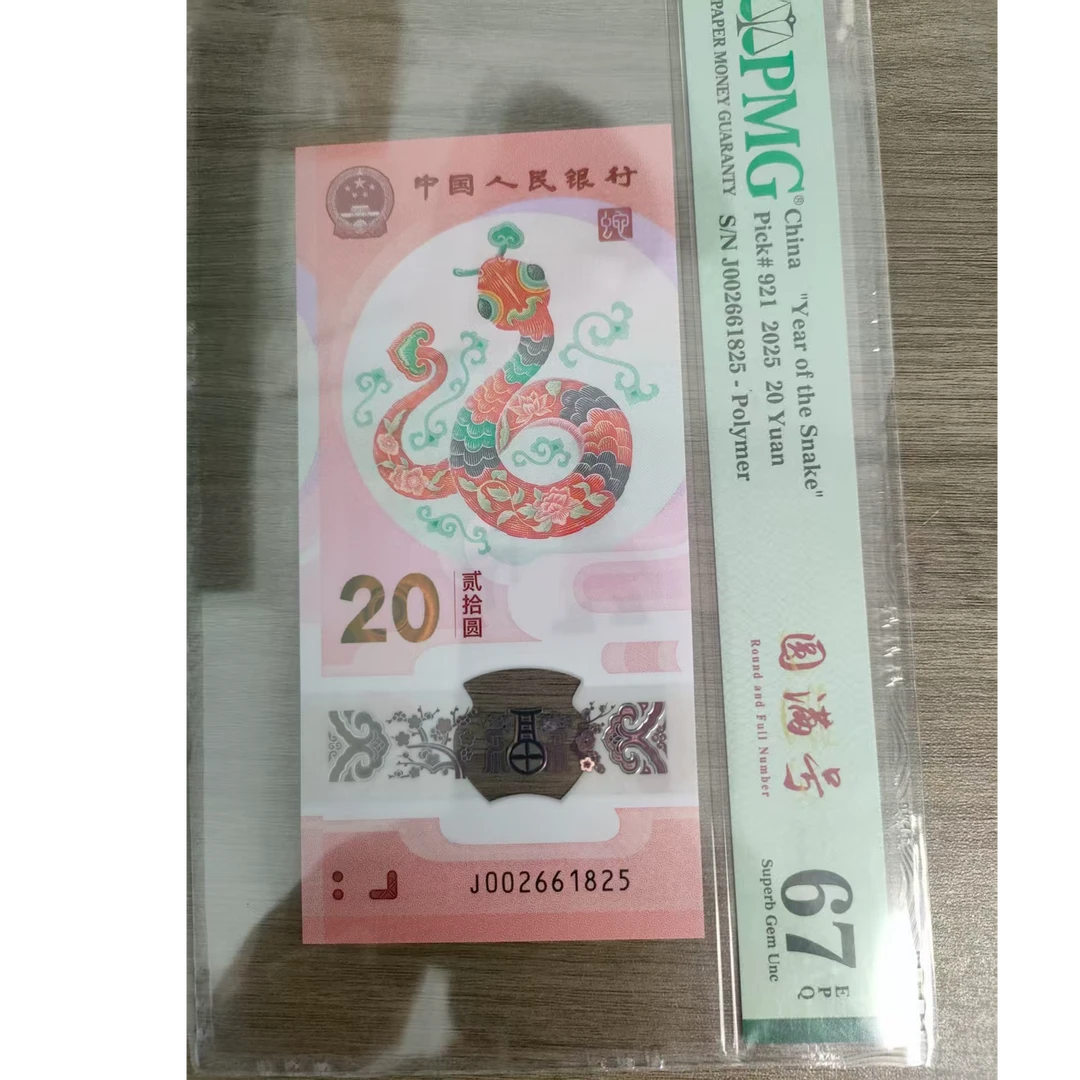 中国人民银行
20
贰拾圆
J002661825
PMG®
PAPER MONEY GUARANTY
China "Year of the Snake"
Pick# 921 2025 20 Yuan
S/N J002661825 - Polymer
圆满号
Round and Full Number
67
EPQ
Superb Gem Unc